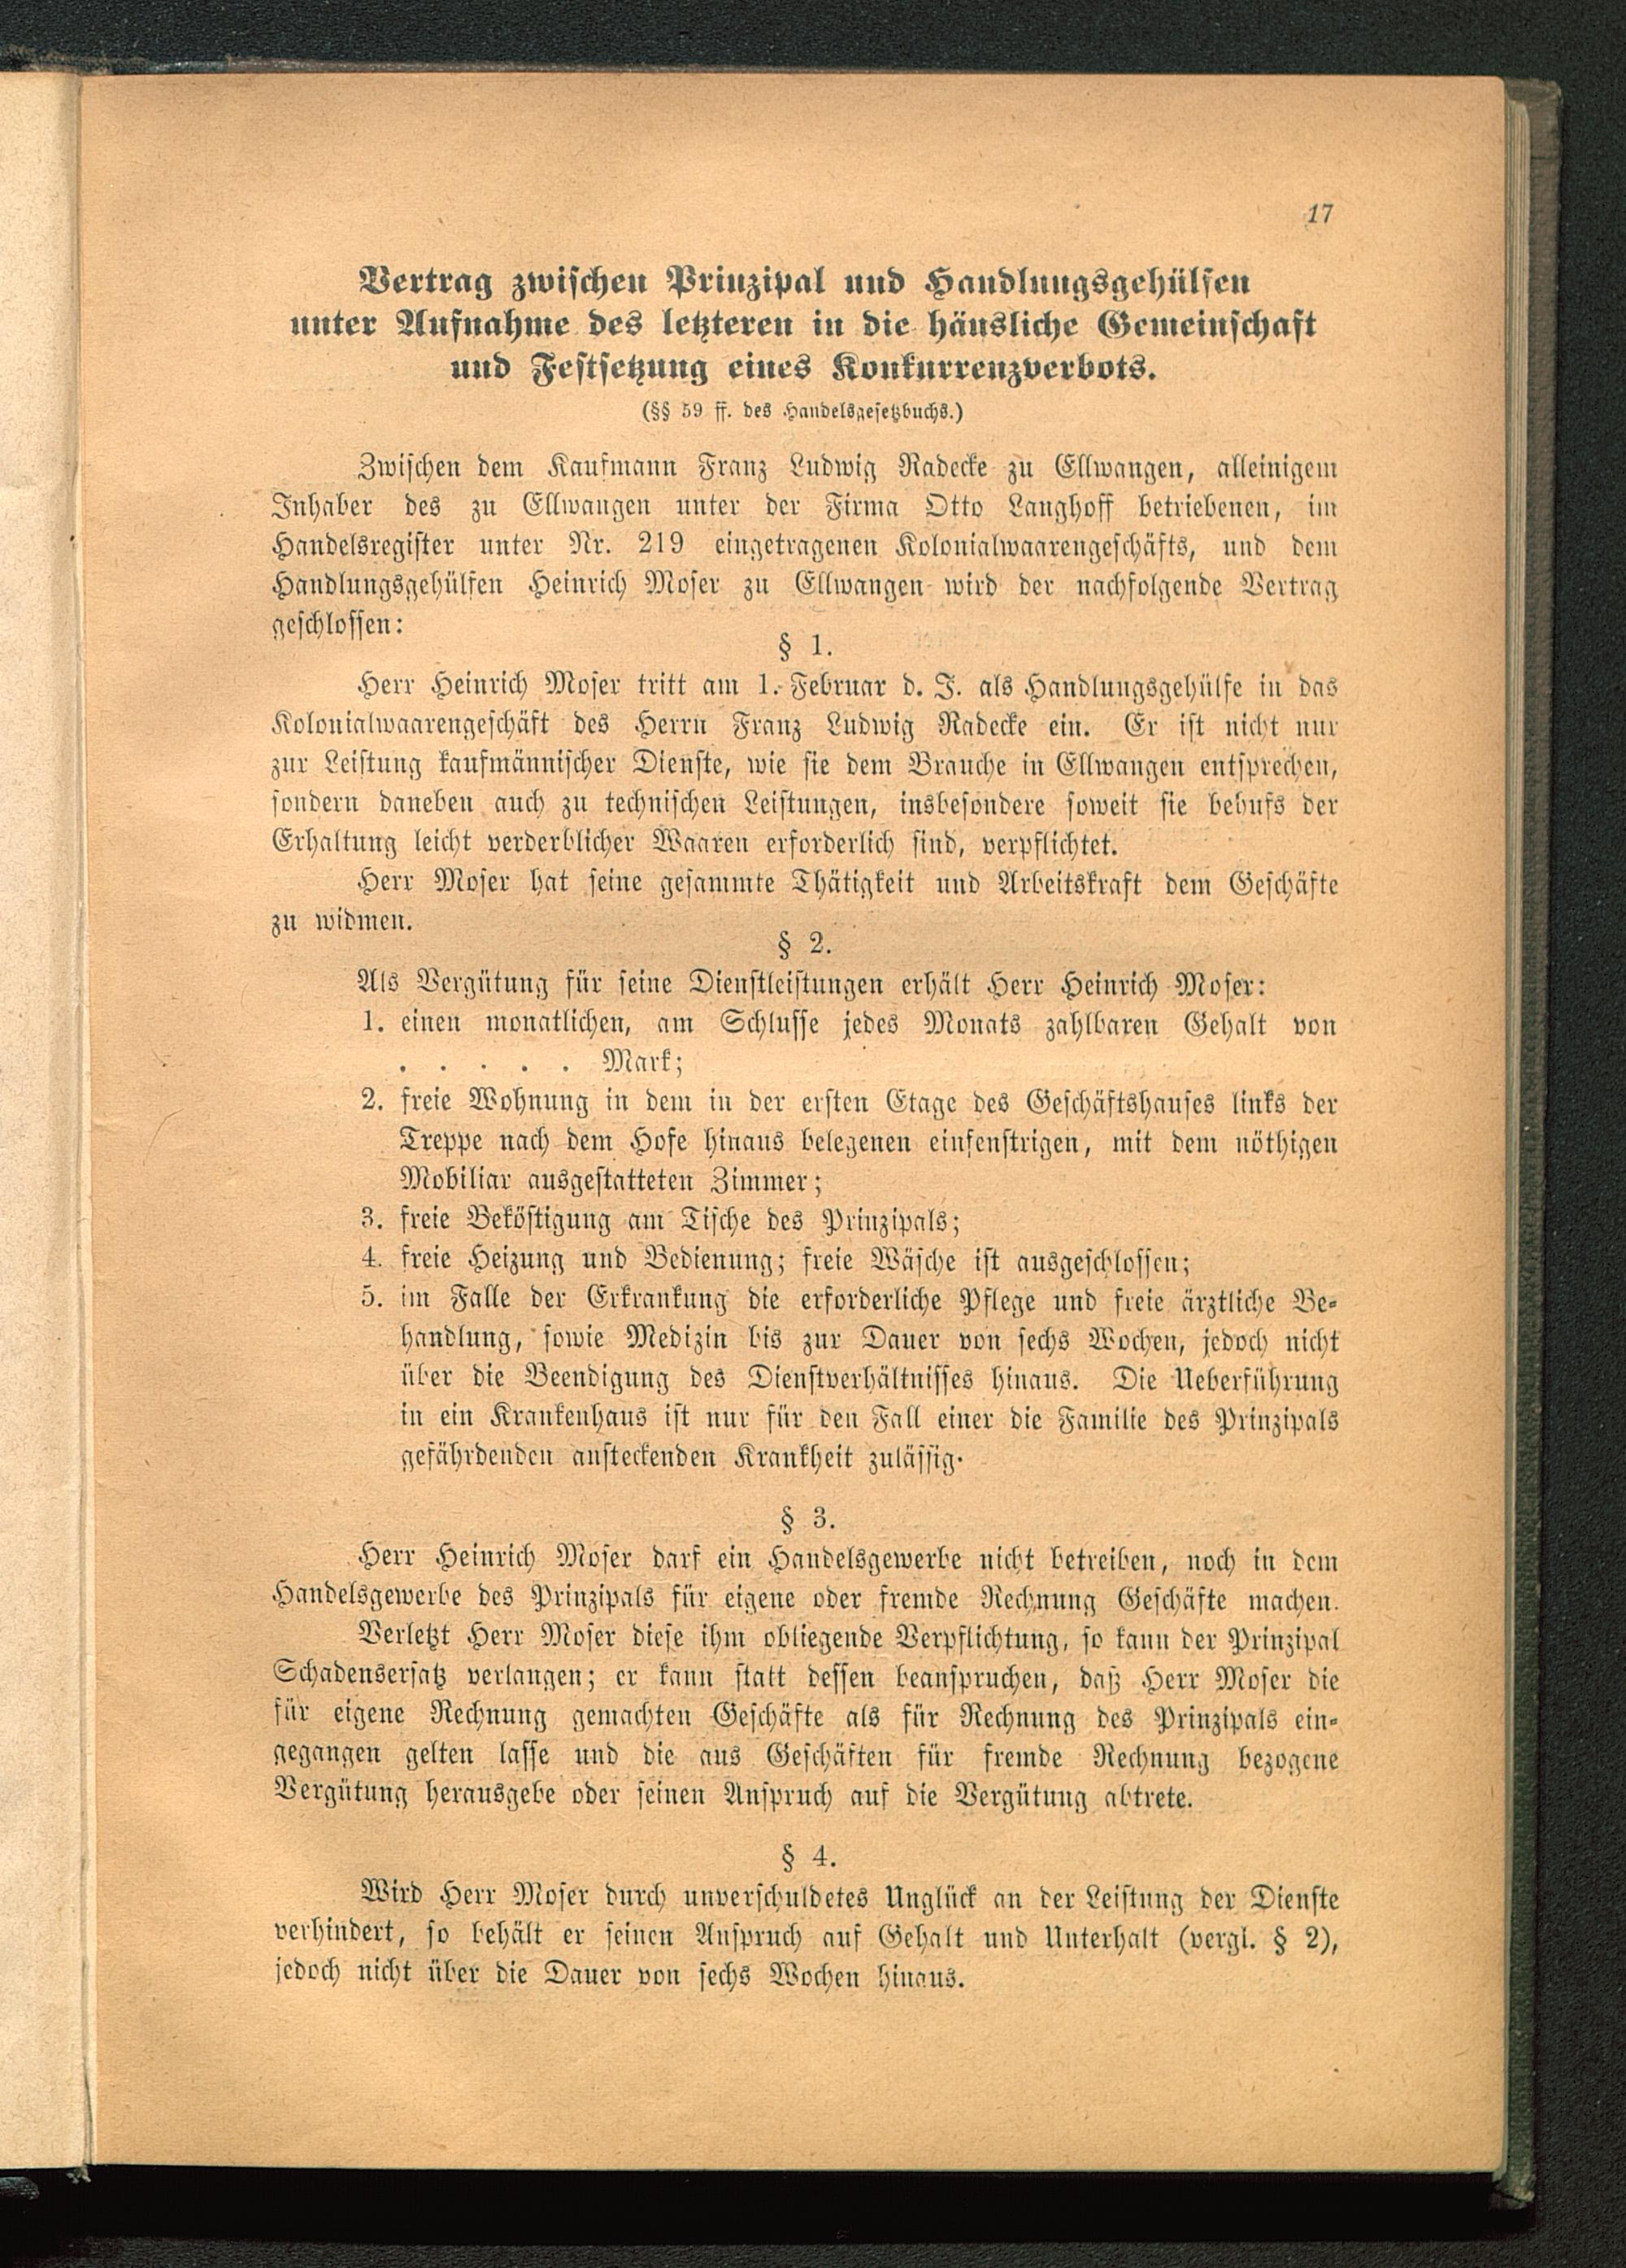 17
Vertrag zwischen Prinzipal und Handlungsgehülfen
unter Aufnahme des letzteren in die häusliche Gemeinschaft
und Festsetzung eines Konkurrenzverbots.
(§§ 59 ff. des Handelsgesetzbuchs.)
Zwischen dem Kaufmann Franz Ludwig Radecke zu Ellwangen, alleinigem
Inhaber des zu Ellwangen unter der Firma Otto Langhoff betriebenen, im
Handelsregister unter Nr. 219 eingetragenen Kolonialwaarengeschäfts, und dem
Handlungsgehülfen Heinrich Moser zu Ellwangen wird der nachfolgende Vertrag
geschlossen:
§ 1.
Herr Heinrich Moser tritt am 1. Februar d. J. als Handlungsgehülfe in das
Kolonialwaarengeschäft des Herrn Franz Ludwig Radecke ein. Er ist nicht nur
zur Leistung kaufmännischer Dienste, wie sie dem Brauche in Ellwangen entsprechen,
sondern daneben auch zu technischen Leistungen, insbesondere soweit sie behufs der
Erhaltung leicht verderblicher Waaren erforderlich sind, verpflichtet.
Herr Moser hat seine gesammte Thätigkeit und Arbeitskraft dem Geschäfte
zu widmen.
§ 2.
Als Vergütung für seine Dienstleistungen erhält Herr Heinrich Moser:
1. einen monatlichen, am Schlusse jedes Monats zahlbaren Gehalt von
. . . . . Mark;
2. freie Wohnung in dem in der ersten Etage des Geschäftshauses links der
Treppe nach dem Hofe hinaus belegenen einfenstrigen, mit dem nöthigen
Mobiliar ausgestatteten Zimmer;
3. freie Beköstigung am Tische des Prinzipals;
4. freie Heizung und Bedienung; freie Wäsche ist ausgeschlossen;
5. im Falle der Erkrankung die erforderliche Pflege und freie ärztliche Be-
handlung, sowie Medizin bis zur Dauer von sechs Wochen, jedoch nicht
über die Beendigung des Dienstverhältnisses hinaus. Die Ueberführung
in ein Krankenhaus ist nur für den Fall einer die Familie des Prinzipals
gefährdenden ansteckenden Krankheit zulässig.
§ 3.
Herr Heinrich Moser darf ein Handelsgewerbe nicht betreiben, noch in dem
Handelsgewerbe des Prinzipals für eigene oder fremde Rechnung Geschäfte machen.
Verletzt Herr Moser diese ihm obliegende Verpflichtung, so kann der Prinzipal
Schadensersatz verlangen; er kann statt dessen beanspruchen, daß Herr Moser die
für eigene Rechnung gemachten Geschäfte als für Rechnung des Prinzipals ein-
gegangen gelten lasse und die aus Geschäften für fremde Rechnung bezogene
Vergütung herausgebe oder seinen Anspruch auf die Vergütung abtrete.
§ 4.
Wird Herr Moser durch unverschuldetes Unglück an der Leistung der Dienste
verhindert, so behält er seinen Anspruch auf Gehalt und Unterhalt (vergl. § 2),
jedoch nicht über die Dauer von sechs Wochen hinaus.